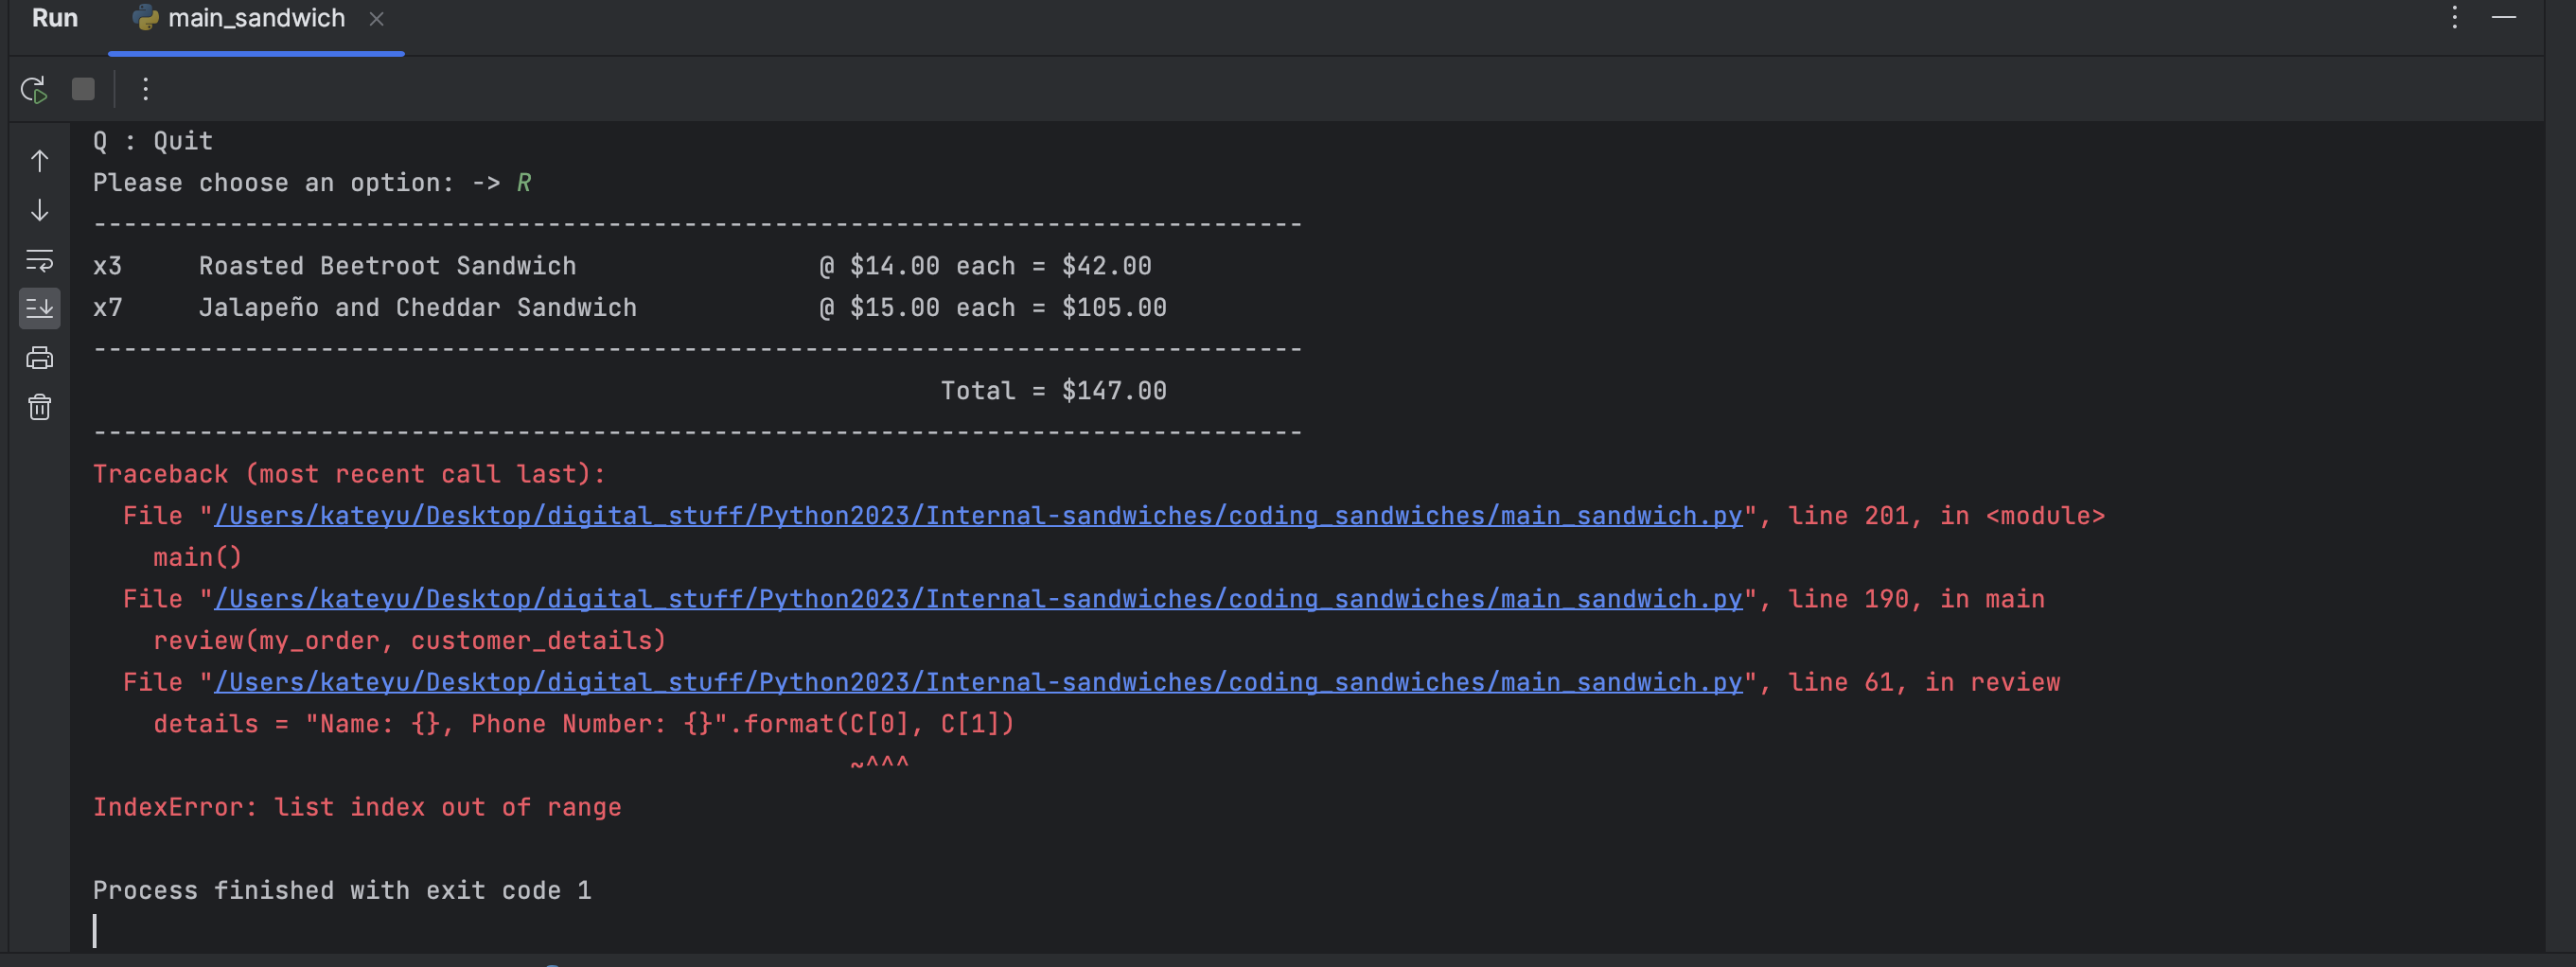 Run main_sandwich
Q : Quit
Please choose an option: -> R
--------------------------------------------------------------------------------
x3     Roasted Beetroot Sandwich                @ $14.00 each = $42.00
x7     Jalapeño and Cheddar Sandwich            @ $15.00 each = $105.00
--------------------------------------------------------------------------------
                                                        Total = $147.00
--------------------------------------------------------------------------------
Traceback (most recent call last):
  File "/Users/kateyu/Desktop/digital_stuff/Python2023/Internal-sandwiches/coding_sandwiches/main_sandwich.py", line 201, in <module>
    main()
  File "/Users/kateyu/Desktop/digital_stuff/Python2023/Internal-sandwiches/coding_sandwiches/main_sandwich.py", line 190, in main
    review(my_order, customer_details)
  File "/Users/kateyu/Desktop/digital_stuff/Python2023/Internal-sandwiches/coding_sandwiches/main_sandwich.py", line 61, in review
    details = "Name: {}, Phone Number: {}".format(C[0], C[1])
                                                  ~^^^
IndexError: list index out of range
Process finished with exit code 1